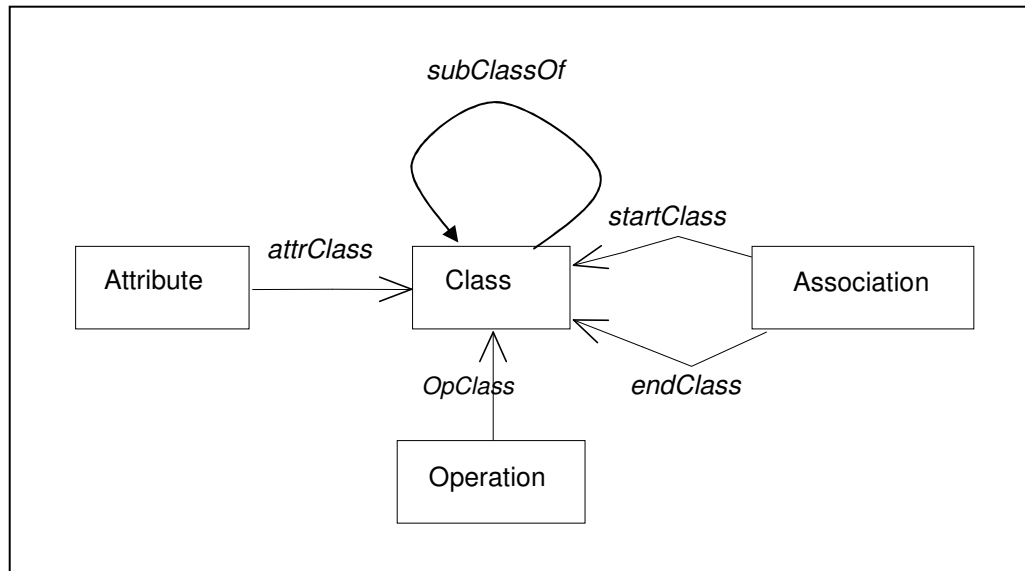 subClassOf
startClass
attrClass
Attribute
Class
Association
OpClass
endClass
Operation